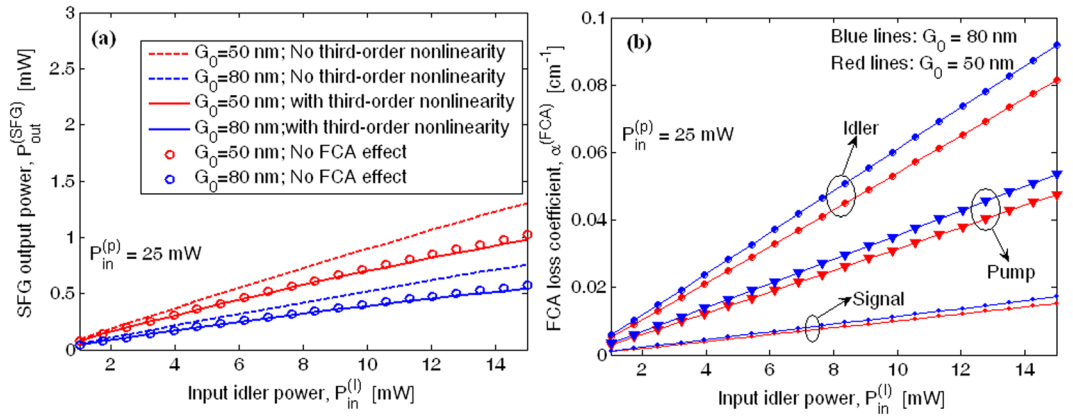 (a)
G0=50 nm; No third-order nonlinearity
G0=80 nm; No third-order nonlinearity
G0=50 nm; with third-order nonlinearity
G0=80 nm;with third-order nonlinearity
G0=50 nm; No FCA effect
G0=80 nm; No FCA effect
P_in^(p) = 25 mW
SFG output power, P_out^(SFG) [mW]
3
2.5
2
1.5
1
0.5
0
2 4 6 8 10 12 14
Input idler power, P_in^(I) [mW]
(b)
Blue lines: G0 = 80 nm
Red lines: G0 = 50 nm
P_in^(p) = 25 mW
Idler
Pump
Signal
FCA loss coefficient, α^(FCA) [cm^-1]
0.1
0.08
0.06
0.04
0.02
0
2 4 6 8 10 12 14
Input idler power, P_in^(I) [mW]